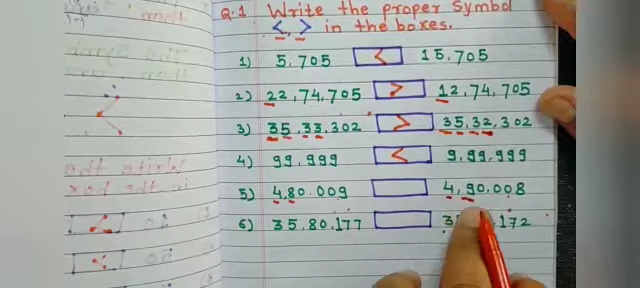 Q.1 Write the proper Symbol
<, > in the boxes.
1) 5,705 < 15,705
2) 22,74,705 > 12,74,705
3) 35,33,302 > 35,32,302
4) 99,999 < 9,99,999
5) 4,80,009 4,90,008
6) 35,80,177 172